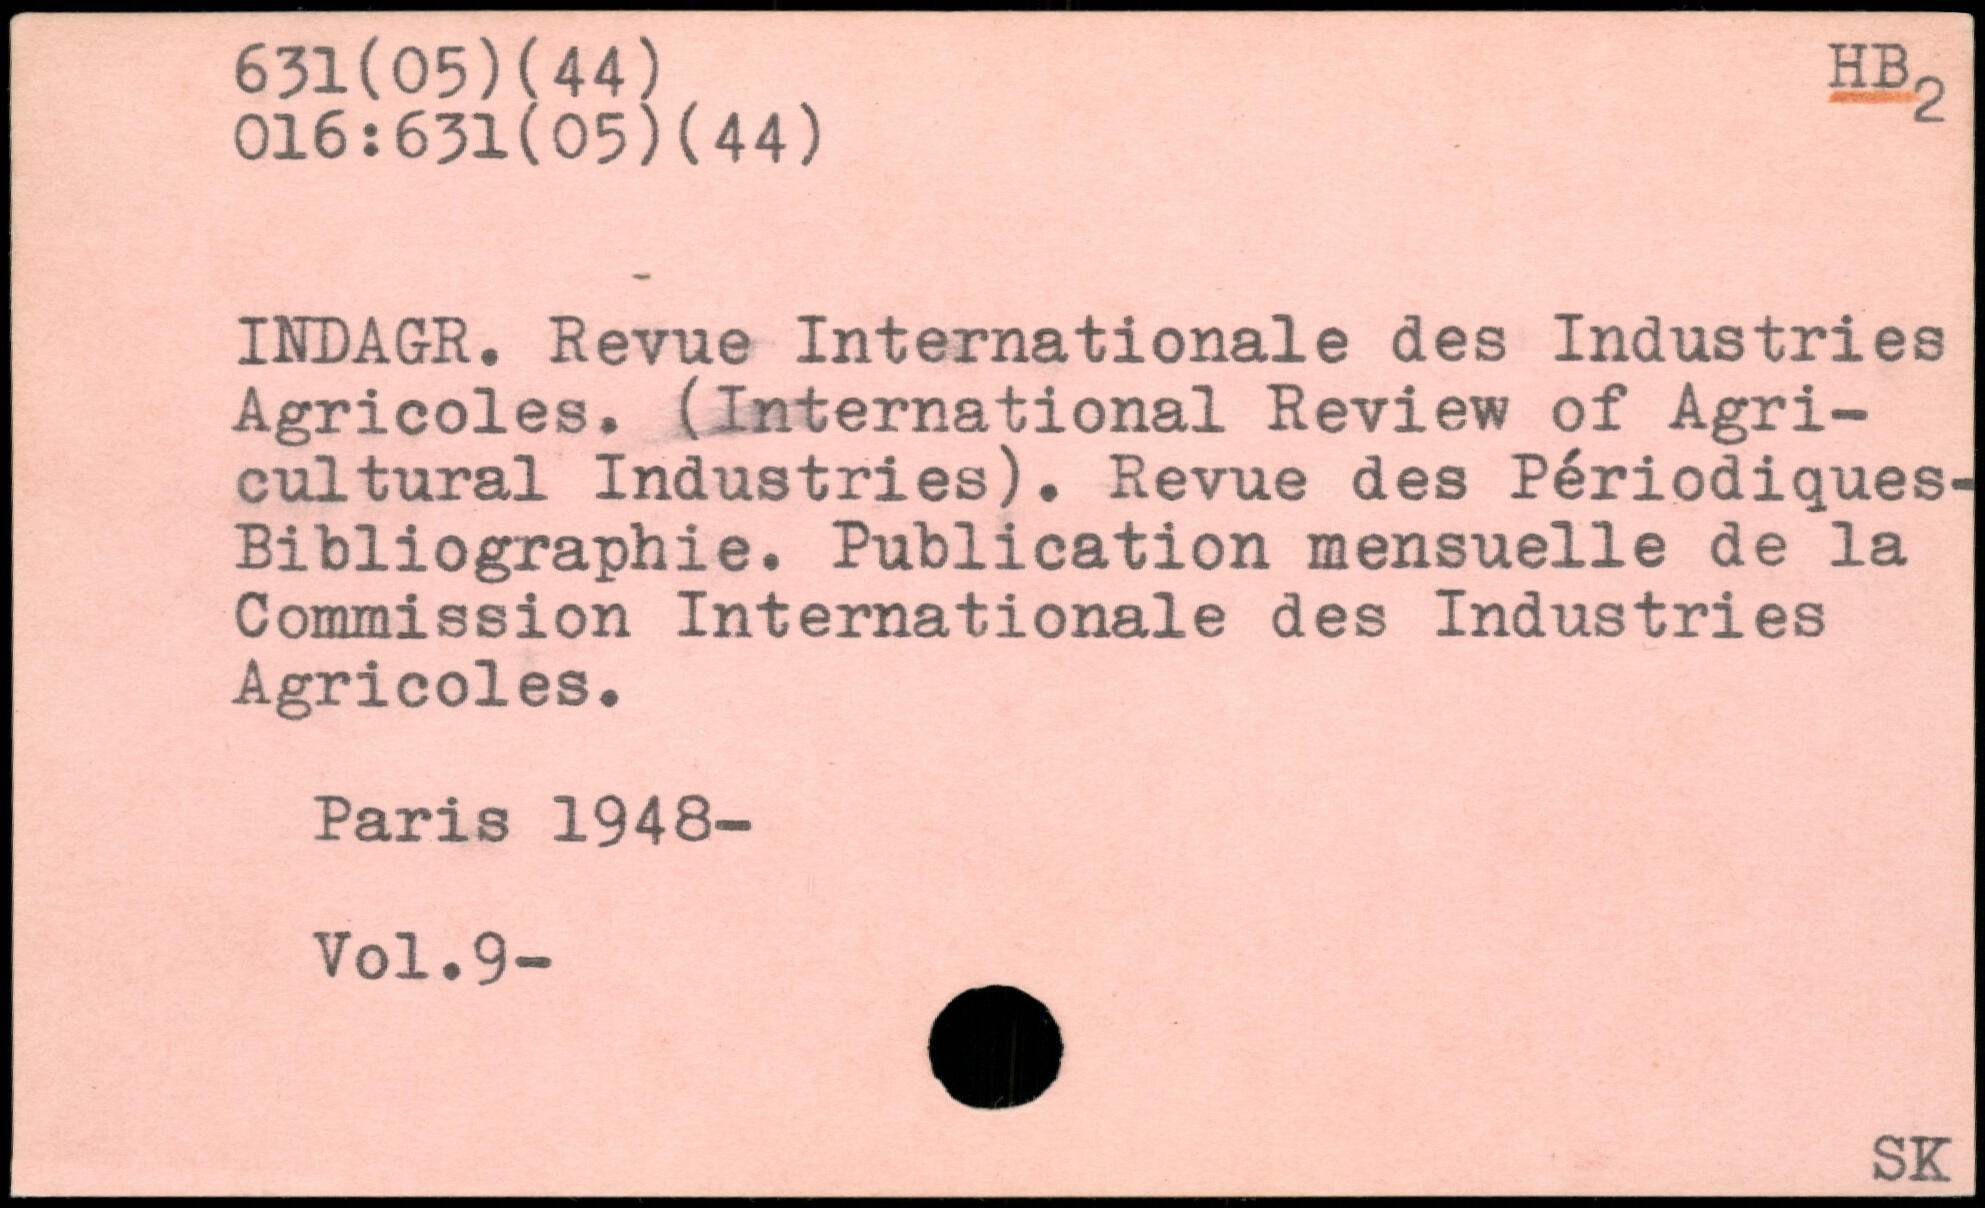 631(05)(44) HB2
016:631(05)(44)
INDAGR. Revue Internationale des Industries
Agricoles. (International Review of Agri-
cultural Industries). Revue des Périodiques-
Bibliographie. Publication mensuelle de la
Commission Internationale des Industries
Agricoles.
Paris 1948-
Vol.9-
SK